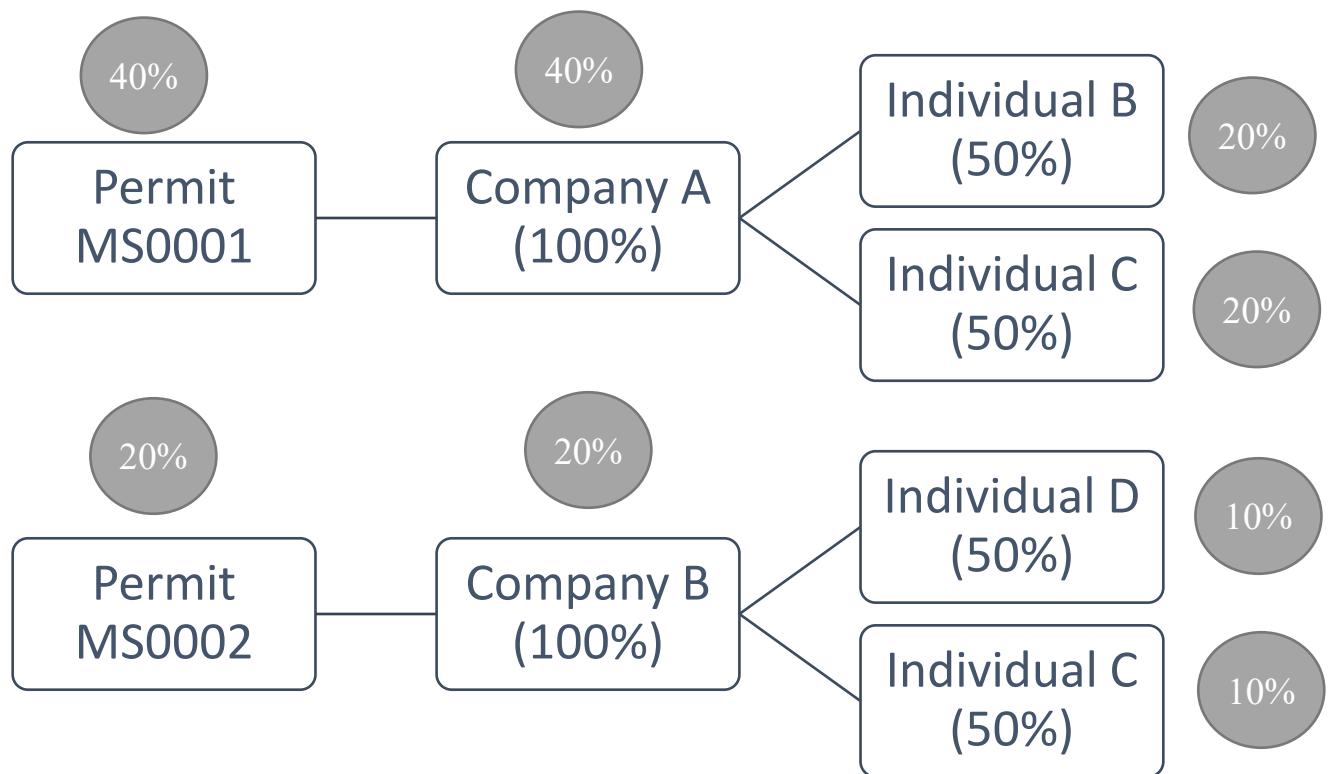 40%
40%
Permit
MS0001
Company A
(100%)
Individual B
(50%)
20%
Individual C
(50%)
20%
20%
20%
Permit
MS0002
Company B
(100%)
Individual D
(50%)
10%
Individual C
(50%)
10%